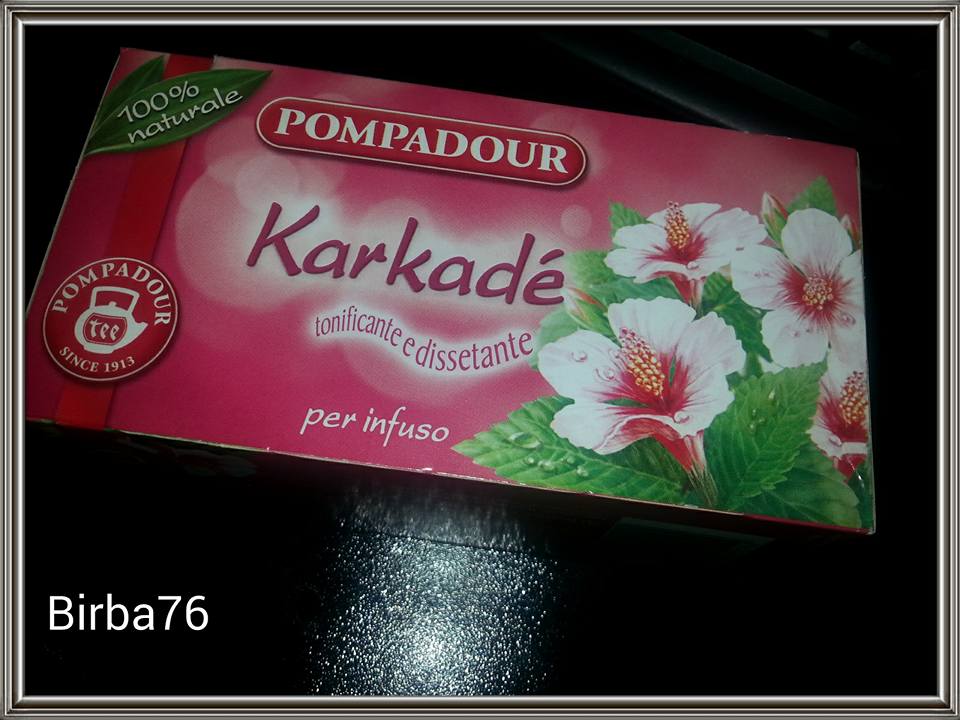 100%
naturale
POMPADOUR
Karkadé
tonificante e dissetante
per infuso
POMPADOUR
tee
SINCE 1913
Birba76